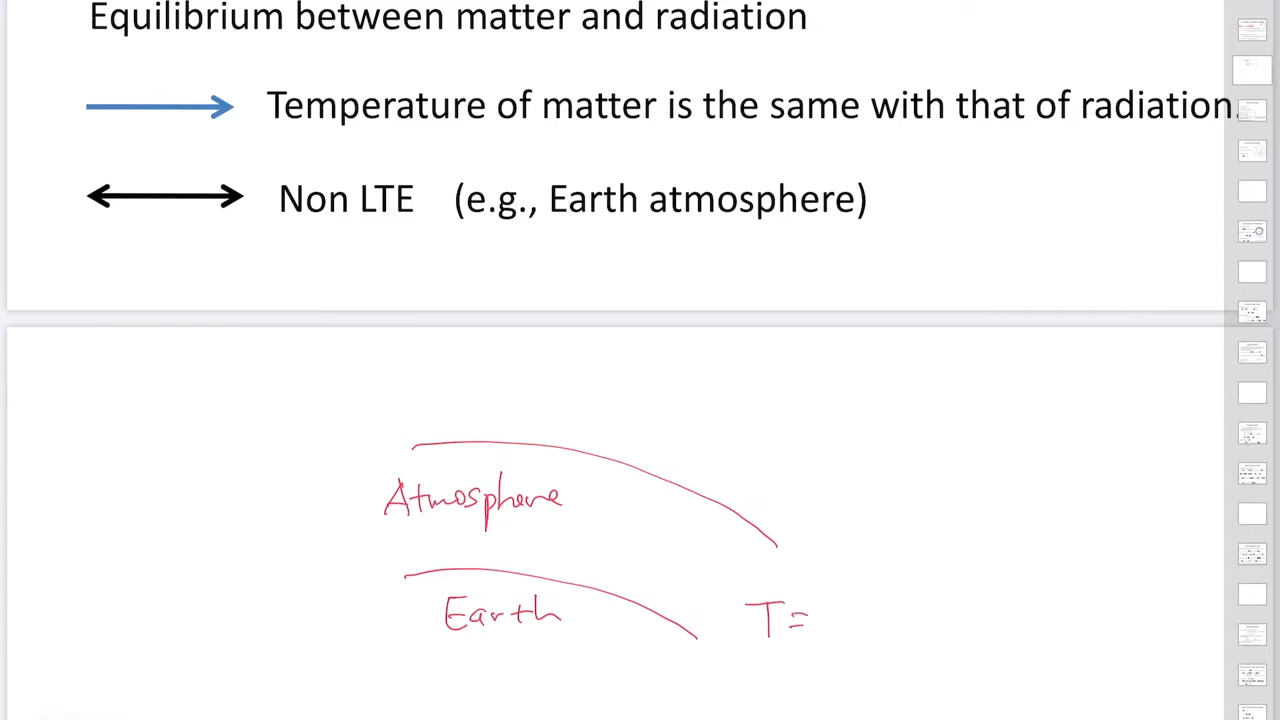 Equilibrium between matter and radiation
Temperature of matter is the same with that of radiation.
Non LTE (e.g., Earth atmosphere)
Atmosphere
Earth
T=